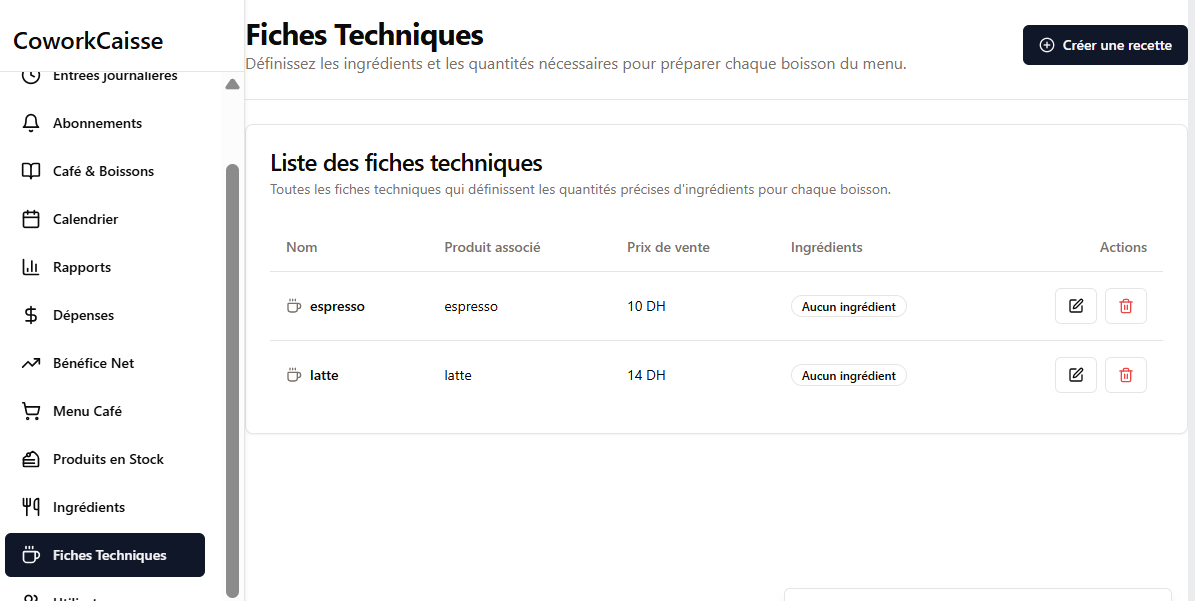 CoworkCaisse
Entrées journalières
Abonnements
Café & Boissons
Calendrier
Rapports
Dépenses
Bénéfice Net
Menu Café
Produits en Stock
Ingrédients
Fiches Techniques
Fiches Techniques
Définissez les ingrédients et les quantités nécessaires pour préparer chaque boisson du menu.
Créer une recette
Liste des fiches techniques
Toutes les fiches techniques qui définissent les quantités précises d'ingrédients pour chaque boisson.
Nom Produit associé Prix de vente Ingrédients Actions
espresso espresso 10 DH Aucun ingrédient
latte latte 14 DH Aucun ingrédient